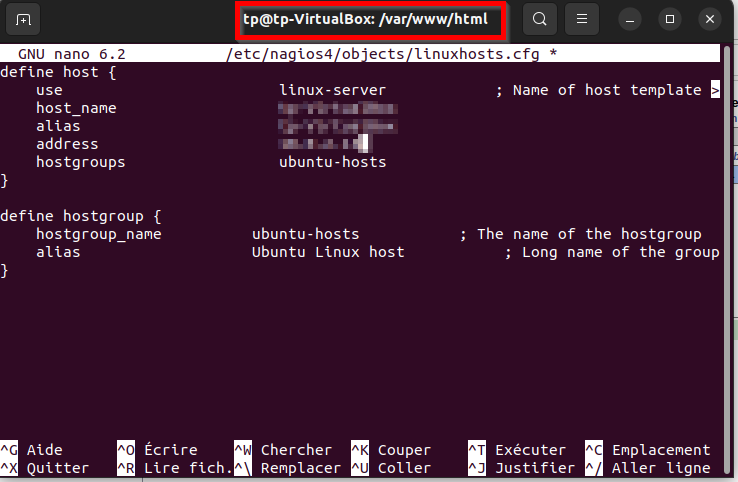 tp@tp-VirtualBox: /var/www/html
GNU nano 6.2 /etc/nagios4/objects/linuxhosts.cfg *
define host {
use linux-server ; Name of host template >
host_name
alias
address
hostgroups ubuntu-hosts
}
define hostgroup {
hostgroup_name ubuntu-hosts ; The name of the hostgroup
alias Ubuntu Linux host ; Long name of the group
}
^G Aide ^O Écrire ^W Chercher ^K Couper ^T Exécuter ^C Emplacement
^X Quitter ^R Lire fich. ^\ Remplacer ^U Coller ^J Justifier ^/ Aller ligne